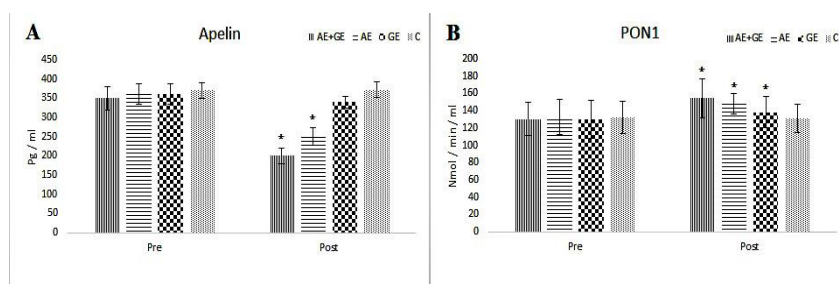 A
Apelin
AE+GE AE GE C
450
400
350
300
250
200
150
100
50
0
Pg / ml
* *
Pre Post
B
PON1
AE+GE AE GE C
200
180
160
140
120
100
80
60
40
20
0
Nmol / min / ml
* * *
Pre Post